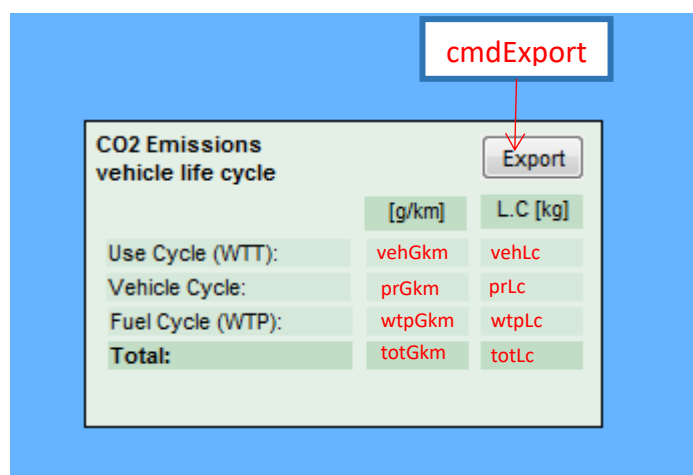 cmdExport
CO2 Emissions
vehicle life cycle
Export
[g/km] L.C [kg]
Use Cycle (WTT): vehGkm vehLc
Vehicle Cycle: prGkm prLc
Fuel Cycle (WTP): wtpGkm wtpLc
Total: totGkm totLc